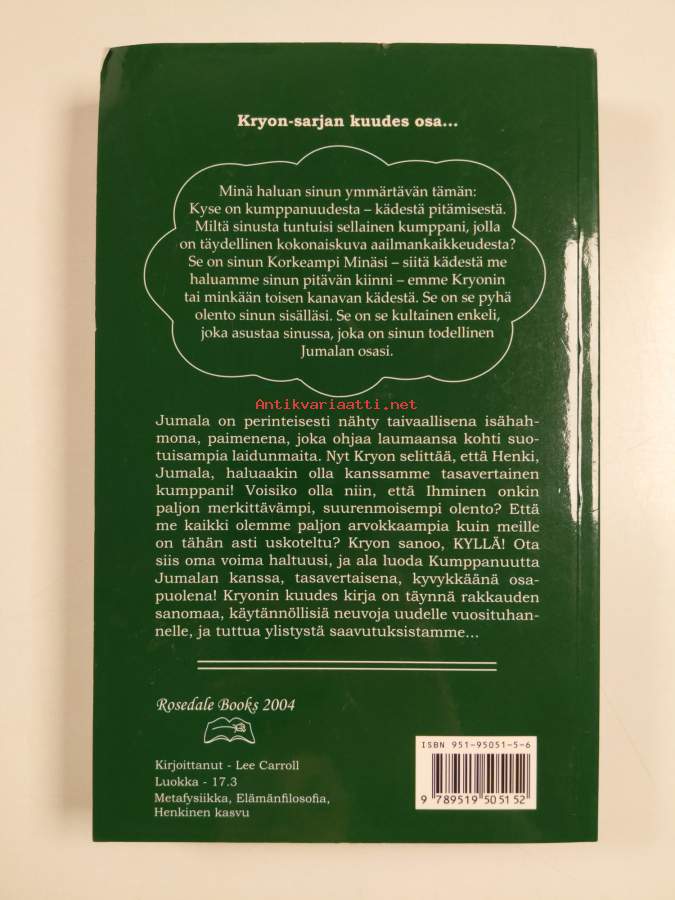 Kryon-sarjan kuudes osa...
Minä haluan sinun ymmärtävän tämän:
Kyse on kumppanuudesta – kädestä pitämisestä.
Miltä sinusta tuntuisi sellainen kumppani, jolla
on täydellinen kokonaiskuva aailmankaikkeudesta?
Se on sinun Korkeampi Minäsi – siitä kädestä me
haluamme sinun pitävän kiinni – emme Kryonin
tai minkään toisen kanavan kädestä. Se on se pyhä
olento sinun sisälläsi. Se on se kultainen enkeli,
joka asustaa sinussa, joka on sinun todellinen
Jumalan osasi.
Antikvariaatti.net
Jumala on perinteisesti nähty taivaallisena isähah-
mona, paimenena, joka ohjaa laumaansa kohti suo-
tuisampia laidunmaita. Nyt Kryon selittää, että Henki,
Jumala, haluaakin olla kanssamme tasavertainen
kumppani! Voisiko olla niin, että Ihminen onkin
paljon merkittävämpi, suurenmoisempi olento? Että
me kaikki olemme paljon arvokkaampia kuin meille
on tähän asti uskoteltu? Kryon sanoo, KYLLÄ! Ota
siis oma voima haltuusi, ja ala luoda Kumppanuutta
Jumalan kanssa, tasavertaisena, kyvykkäänä osa-
puolena! Kryonin kuudes kirja on täynnä rakkauden
sanomaa, käytännöllisiä neuvoja uudelle vuosituhan-
nelle, ja tuttua ylistystä saavutuksistamme...
Rosedale Books 2004
Kirjoittanut - Lee Carroll
Luokka - 17.3
Metafysiikka, Elämänfilosofia,
Henkinen kasvu
ISBN 951-95051-5-6
9 789519 505152